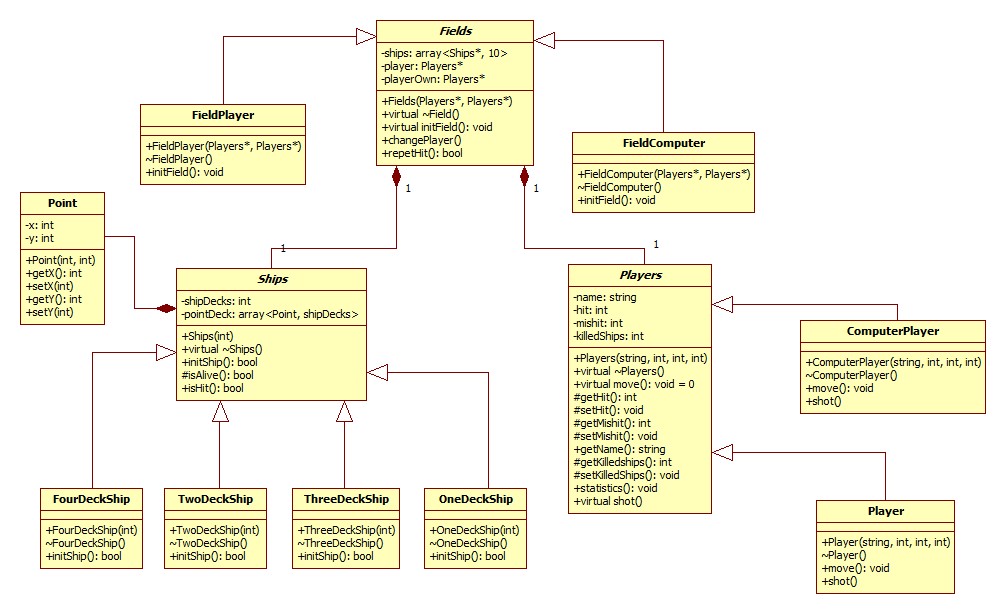 Fields
-ships: array<Ships*, 10>
-player: Players*
-playerOwn: Players*
+Fields(Players*, Players*)
+virtual ~Field()
+virtual initField(): void
+changePlayer()
+repetHit(): bool
FieldPlayer
+FieldPlayer(Players*, Players*)
~FieldPlayer()
+initField(): void
FieldComputer
+FieldComputer(Players*, Players*)
~FieldComputer()
+initField(): void
1
1
Point
-x: int
-y: int
+Point(int, int)
+getX(): int
+setX(int)
+getY(): int
+setY(int)
1
1
Ships
-shipDecks: int
-pointDeck: array<Point, shipDecks>
+Ships(int)
+virtual ~Ships()
+initShip(): bool
#isAlive(): bool
+isHit(): bool
Players
-name: string
-hit: int
-mishit: int
-killedShips: int
+Players(string, int, int, int)
+virtual ~Players()
+virtual move(): void = 0
#getHit(): int
#setHit(): void
#getMishit(): int
#setMishit(): void
+getName(): string
#getKilledships(): int
#setKilledShips(): void
+statistics(): void
+virtual shot()
ComputerPlayer
+ComputerPlayer(string, int, int, int)
~ComputerPlayer()
+move(): void
+shot()
FourDeckShip
+FourDeckShip(int)
~FourDeckShip()
+initShip(): bool
TwoDeckShip
+TwoDeckShip(int)
~TwoDeckShip()
+initShip(): bool
ThreeDeckShip
+ThreeDeckShip(int)
~ThreeDeckShip()
+initShip(): bool
OneDeckShip
+OneDeckShip(int)
~OneDeckShip()
+initShip(): bool
Player
+Player(string, int, int, int)
~Player()
+move(): void
+shot()